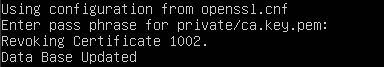 Using configuration from openssl.cnf
Enter pass phrase for private/ca.key.pem:
Revoking Certificate 1002.
Data Base Updated